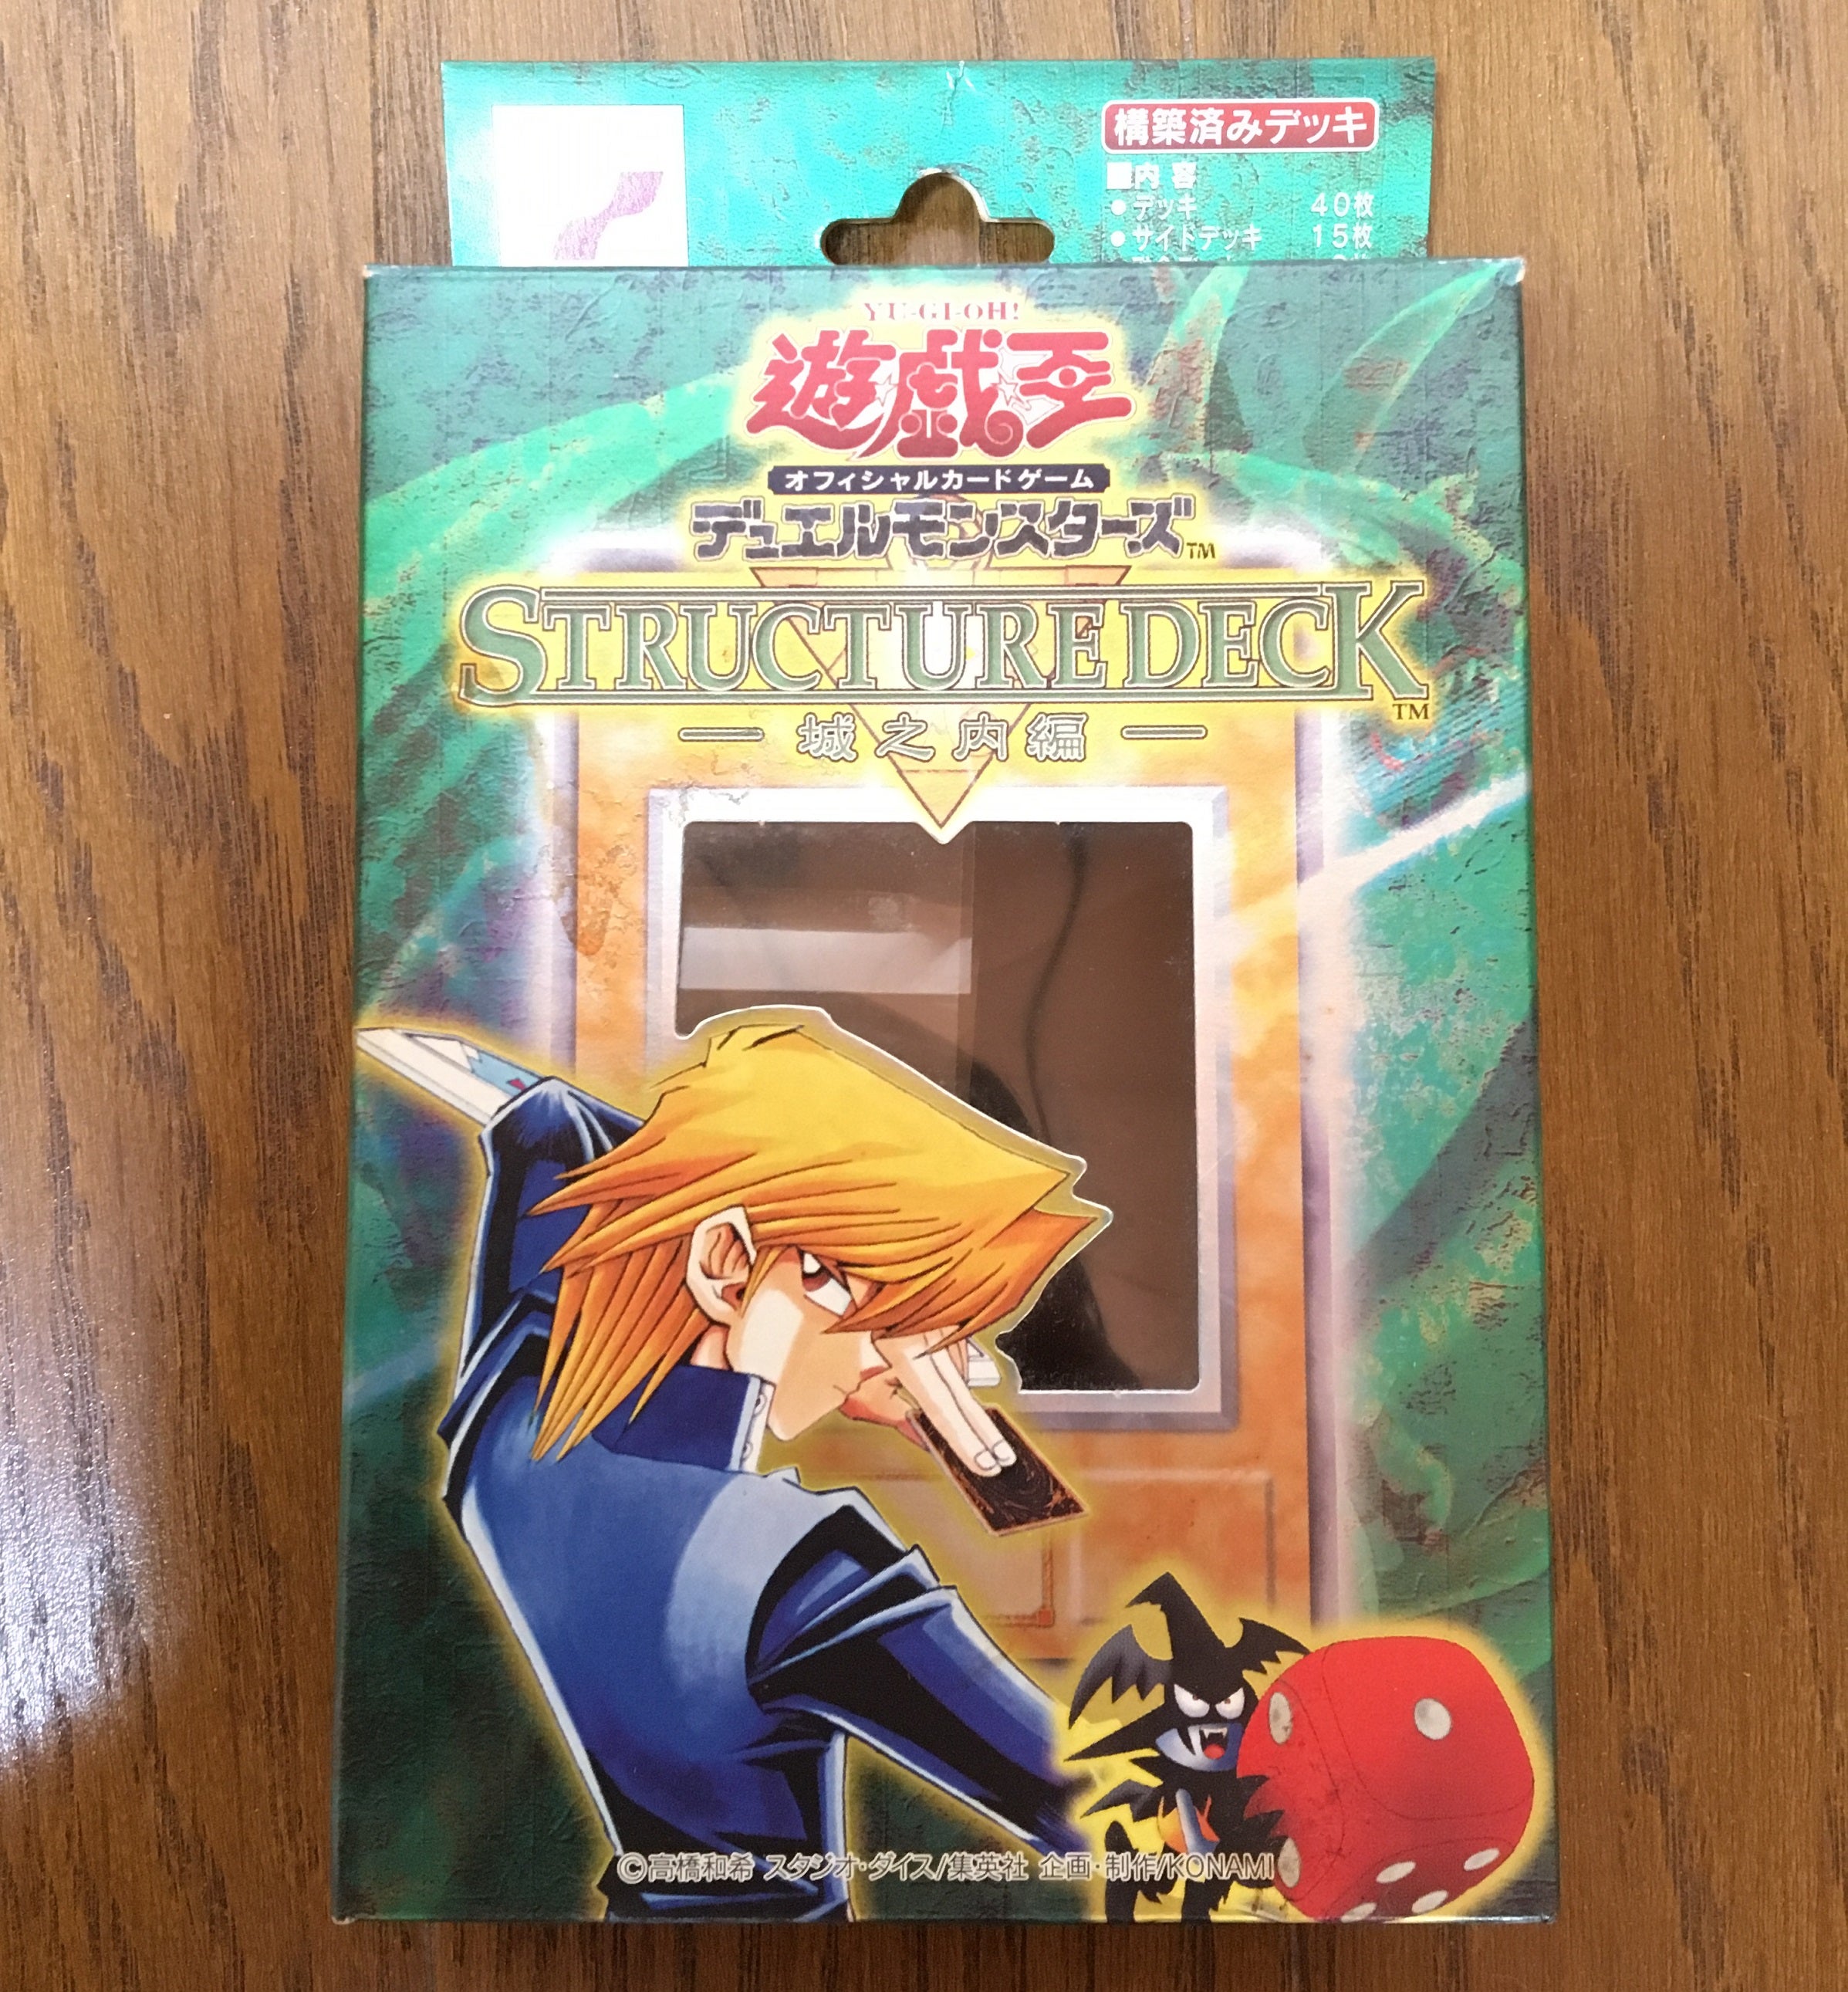 構築済みデッキ
■内容
●デッキ 40枚
●サイドデッキ 15枚
YU-GI-OH!
遊戯王
オフィシャルカードゲーム
デュエルモンスターズ™
STRUCTURE DECK™
― 城之内編 ―
©高橋和希 スタジオ・ダイス/集英社 企画・制作/KONAMI